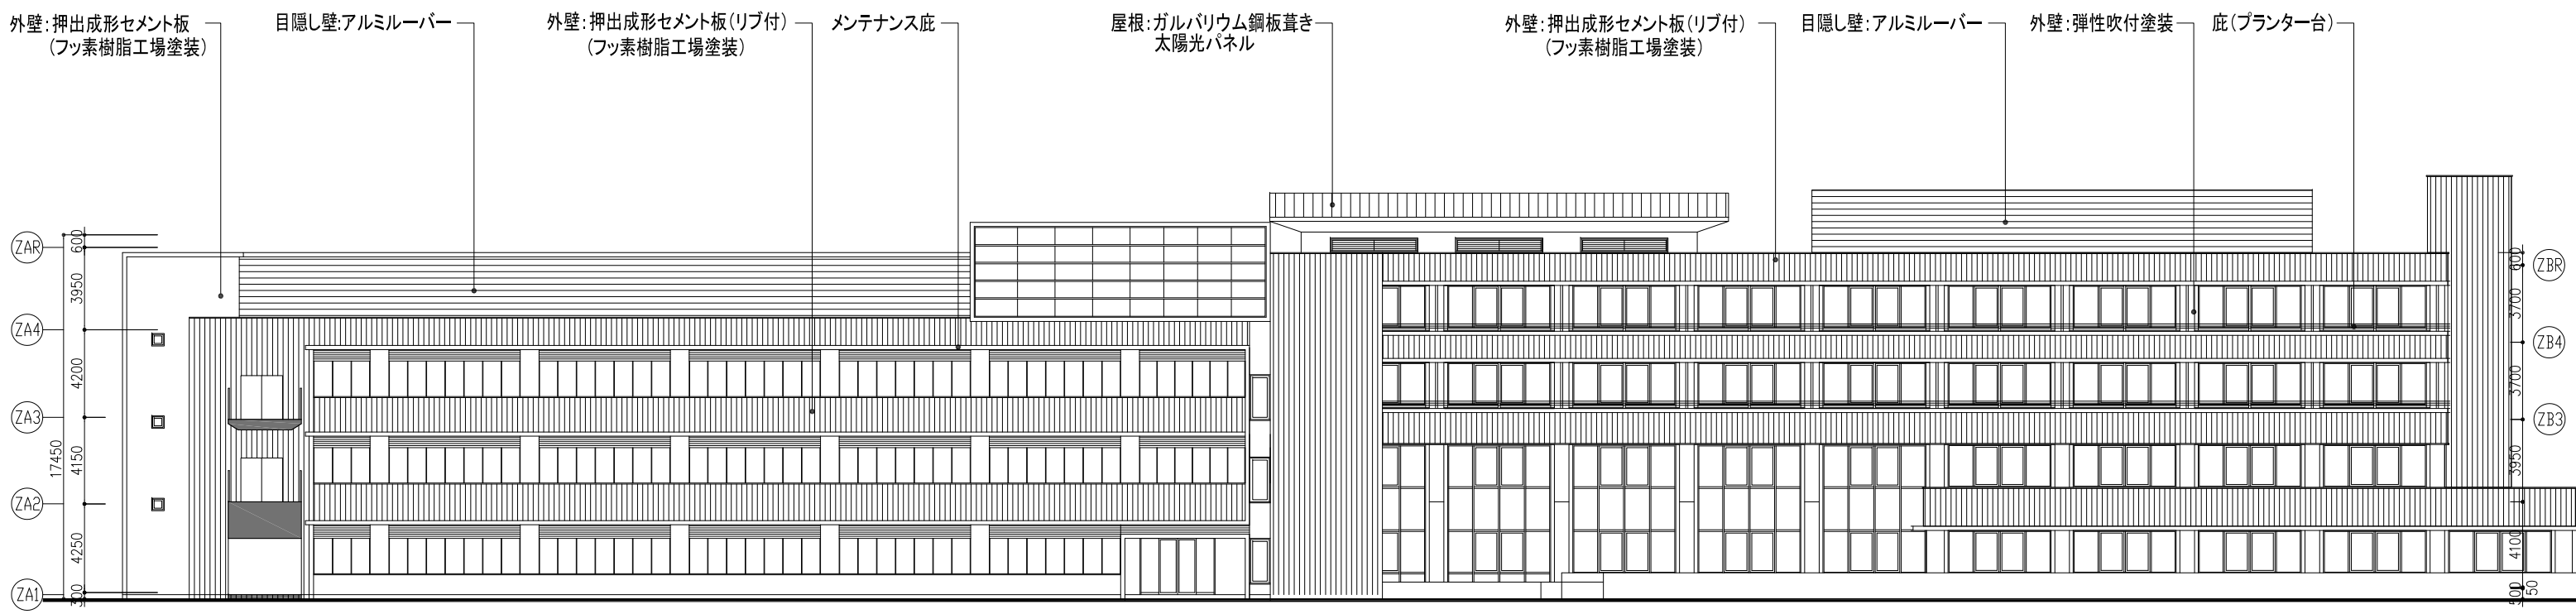 外壁：押出成形セメント板
（フッ素樹脂工場塗装）
目隠し壁：アルミルーバー
外壁：押出成形セメント板（リブ付）
（フッ素樹脂工場塗装）
メンテナンス庇
屋根：ガルバリウム鋼板葺き
太陽光パネル
外壁：押出成形セメント板（リブ付）
（フッ素樹脂工場塗装）
目隠し壁：アルミルーバー
外壁：弾性吹付塗装
庇（プランター台）
ZAR
ZA4
ZA3
ZA2
ZA1
17450
600
3950
4200
4150
4250
300
600
3700
3700
3950
4100
500
50
ZBR
ZB4
ZB3